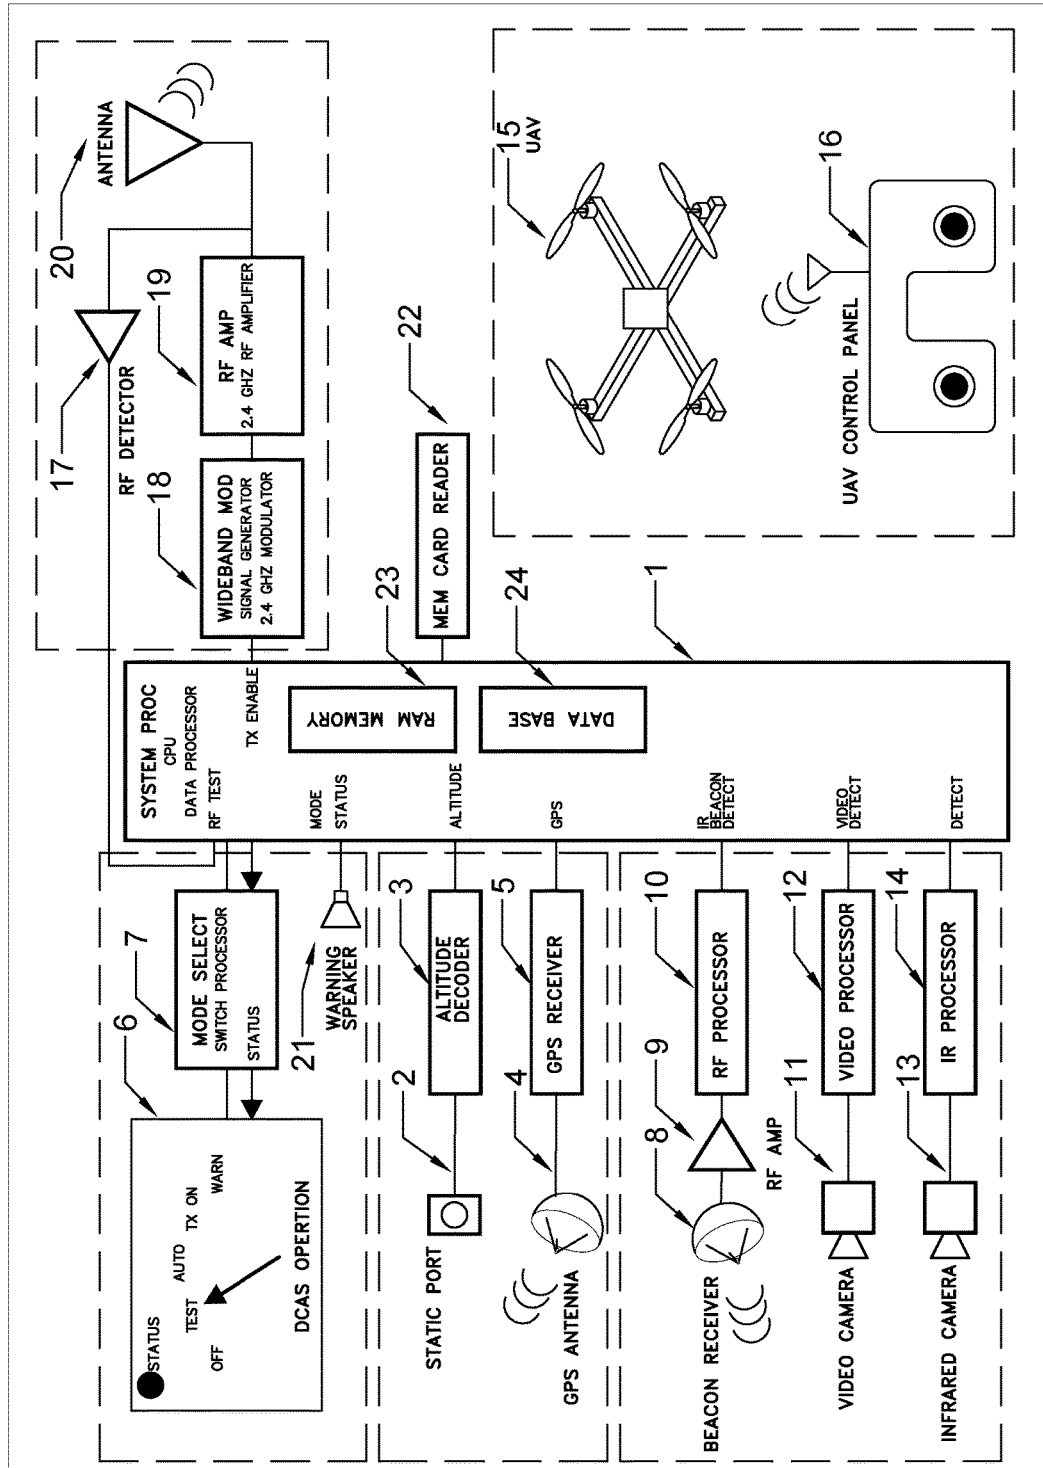 6
7
STATUS
OFF
TEST
AUTO
TX ON
WARN
DCAS OPERTION
MODE SELECT
SWITCH PROCESSOR
STATUS
21
WARNING
SPEAKER
SYSTEM PROC
CPU
DATA PROCESSOR
RF TEST
TX ENABLE
MODE
STATUS
ALTITUDE
GPS
IR
BEACON
DETECT
VIDEO
DETECT
DETECT
RAM MEMORY
23
DATA BASE
24
1
17
RF DETECTOR
18
WIDEBAND MOD
SIGNAL GENERATOR
2.4 GHZ MODULATOR
19
RF AMP
2.4 GHZ RF AMPLIFIER
20
ANTENNA
MEM CARD READER
22
STATIC PORT
2
3
ALTITUDE
DECODER
GPS ANTENNA
4
5
GPS RECEIVER
BEACON RECEIVER
8
9
RF AMP
10
RF PROCESSOR
VIDEO CAMERA
11
12
VIDEO PROCESSOR
INFRARED CAMERA
13
14
IR PROCESSOR
15
UAV
16
UAV CONTROL PANEL